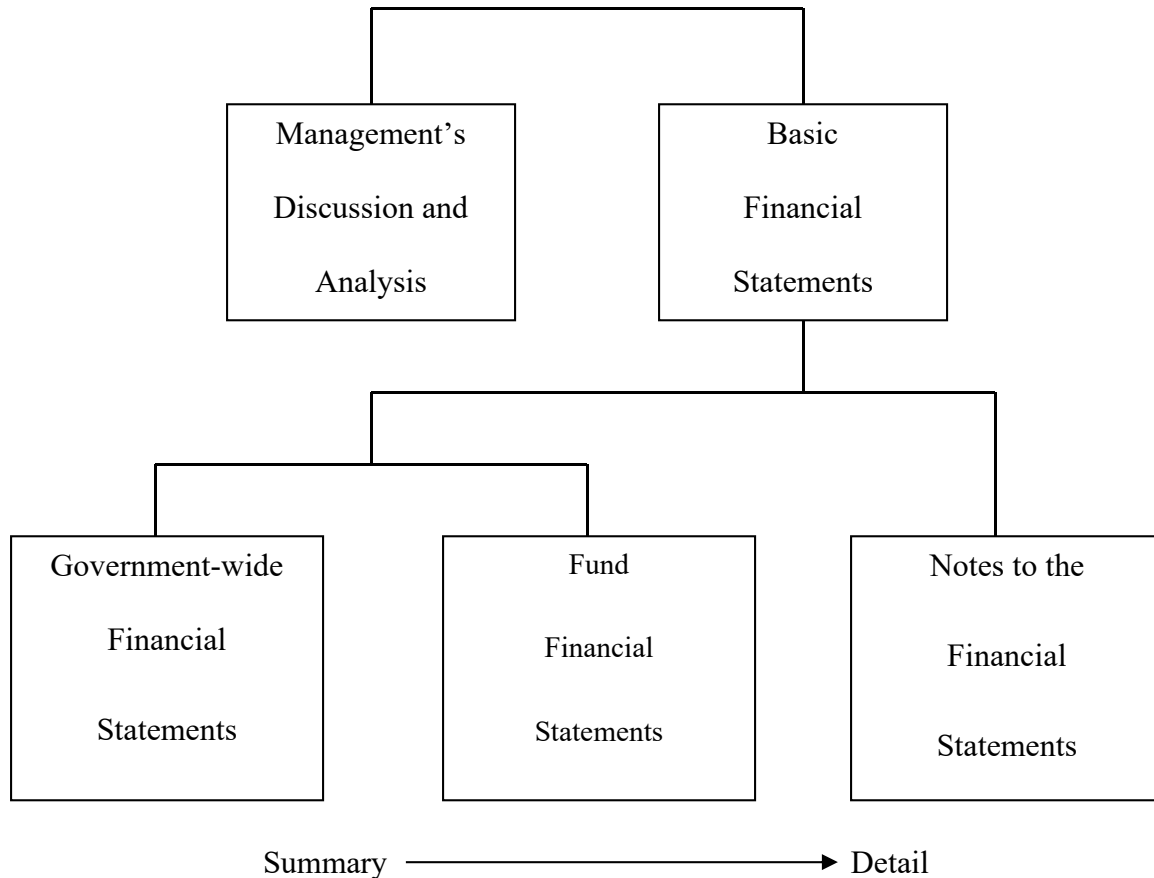 Management’s
Discussion and
Analysis
Basic
Financial
Statements
Government-wide
Financial
Statements
Fund
Financial
Statements
Notes to the
Financial
Statements
Summary
Detail